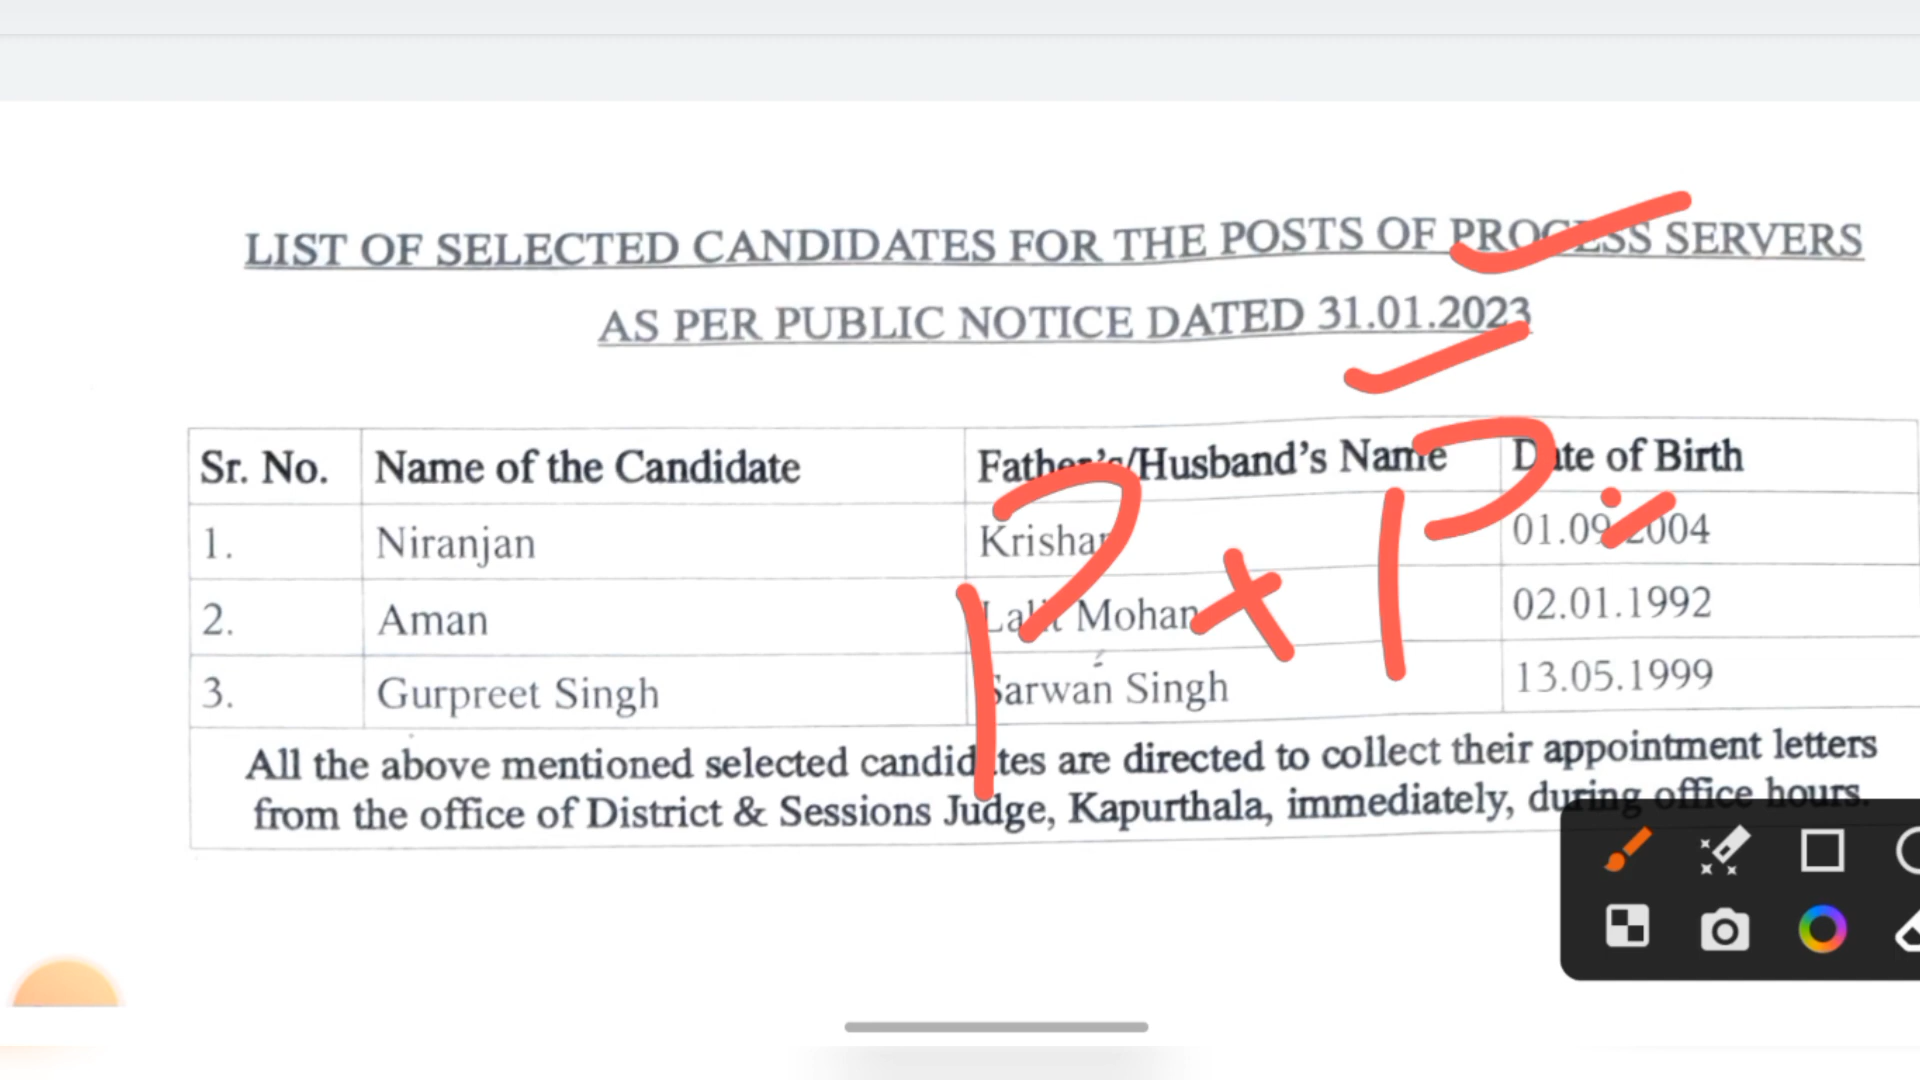 LIST OF SELECTED CANDIDATES FOR THE POSTS OF PROCESS SERVERS
AS PER PUBLIC NOTICE DATED 31.01.2023
Sr. No. Name of the Candidate Father's/Husband's Name Date of Birth
1. Niranjan Krishan 01.09.2004
2. Aman Lalit Mohan 02.01.1992
3. Gurpreet Singh Sarwan Singh 13.05.1999
All the above mentioned selected candidates are directed to collect their appointment letters
from the office of District & Sessions Judge, Kapurthala, immediately, during office hours.
P x P